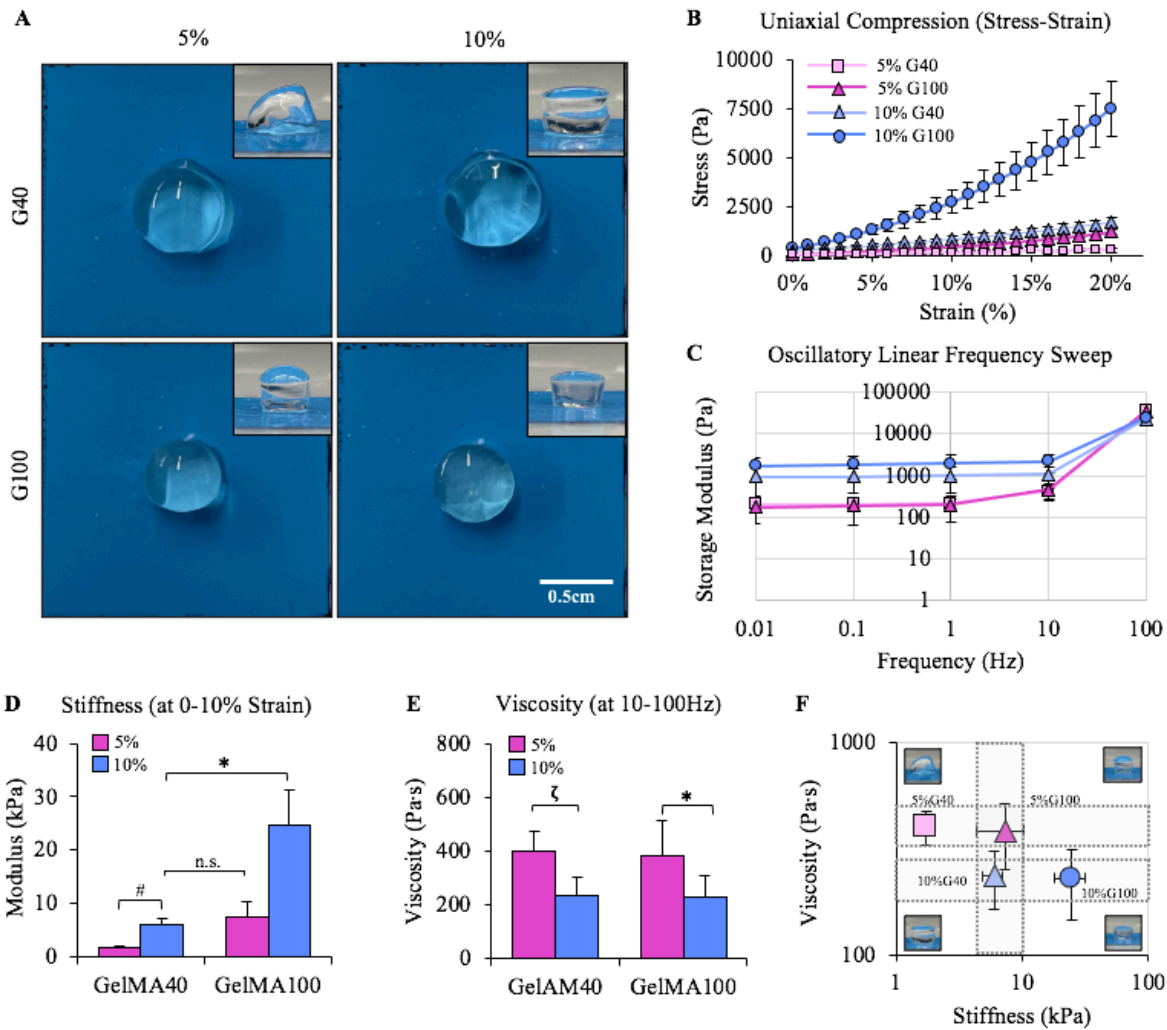 A
5%
10%
G40
G100
0.5cm
B
Uniaxial Compression (Stress-Strain)
Stress (Pa)
10000
7500
5000
2500
0
5% G40
5% G100
10% G40
10% G100
0%
5%
10%
15%
20%
Strain (%)
C
Oscillatory Linear Frequency Sweep
Storage Modulus (Pa)
100000
10000
1000
100
10
1
0.01
0.1
1
10
100
Frequency (Hz)
D
Stiffness (at 0-10% Strain)
Modulus (kPa)
40
30
20
10
0
5%
10%
#
n.s.
*
GelMA40
GelMA100
E
Viscosity (at 10-100Hz)
Viscosity (Pa·s)
800
600
400
200
0
5%
10%
ζ
*
GelAM40
GelMA100
F
Viscosity (Pa·s)
1000
100
5%G40
5%G100
10%G40
10%G100
1
10
100
Stiffness (kPa)